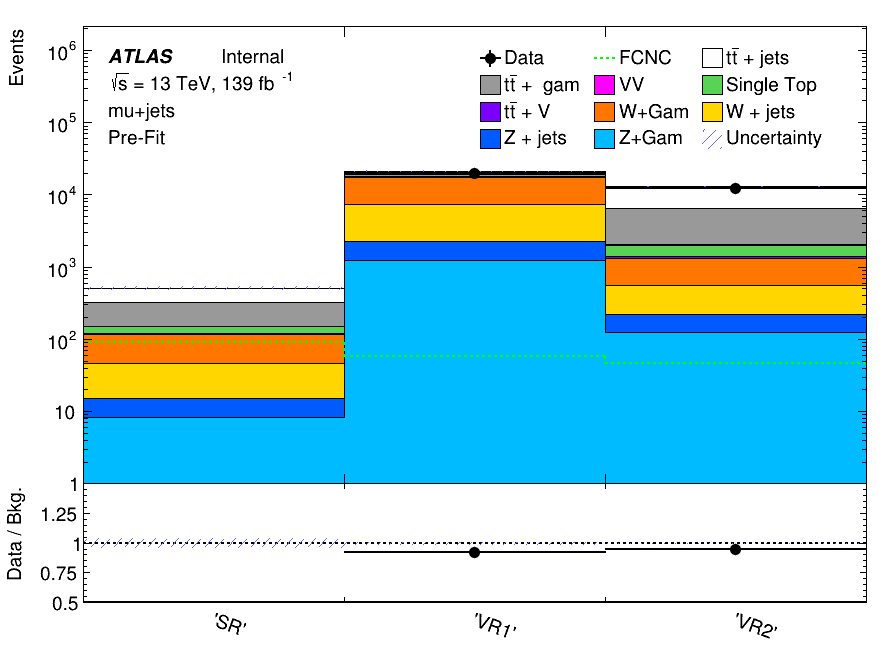 Events
10⁶
10⁵
10⁴
10³
10²
10
1
ATLAS Internal
√s = 13 TeV, 139 fb⁻¹
mu+jets
Pre-Fit
Data FCNC tt̄ + jets
tt̄ + gam VV Single Top
tt̄ + V W+Gam W + jets
Z + jets Z+Gam Uncertainty
Data / Bkg.
1.25
1
0.75
0.5
'SR' 'VR1' 'VR2'